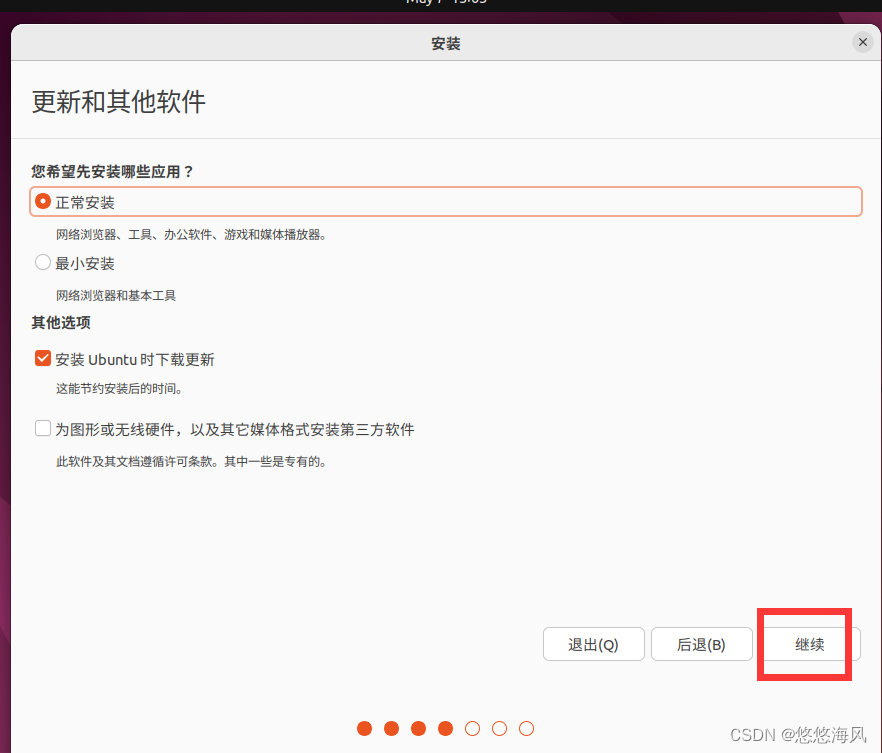 安装
更新和其他软件
您希望先安装哪些应用？
正常安装
网络浏览器、工具、办公软件、游戏和媒体播放器。
最小安装
网络浏览器和基本工具
其他选项
安装 Ubuntu 时下载更新
这能节约安装后的时间。
为图形或无线硬件，以及其它媒体格式安装第三方软件
此软件及其文档遵循许可条款。其中一些是专有的。
退出(Q) 后退(B) 继续
CSDN @悠悠海风